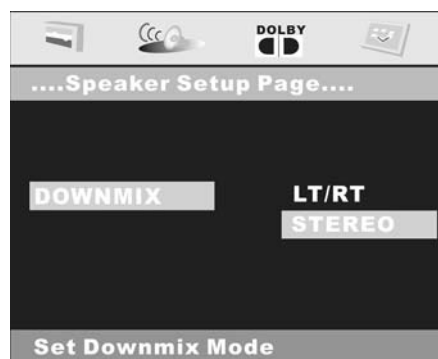 DOLBY
....Speaker Setup Page....
DOWNMIX LT/RT
STEREO
Set Downmix Mode